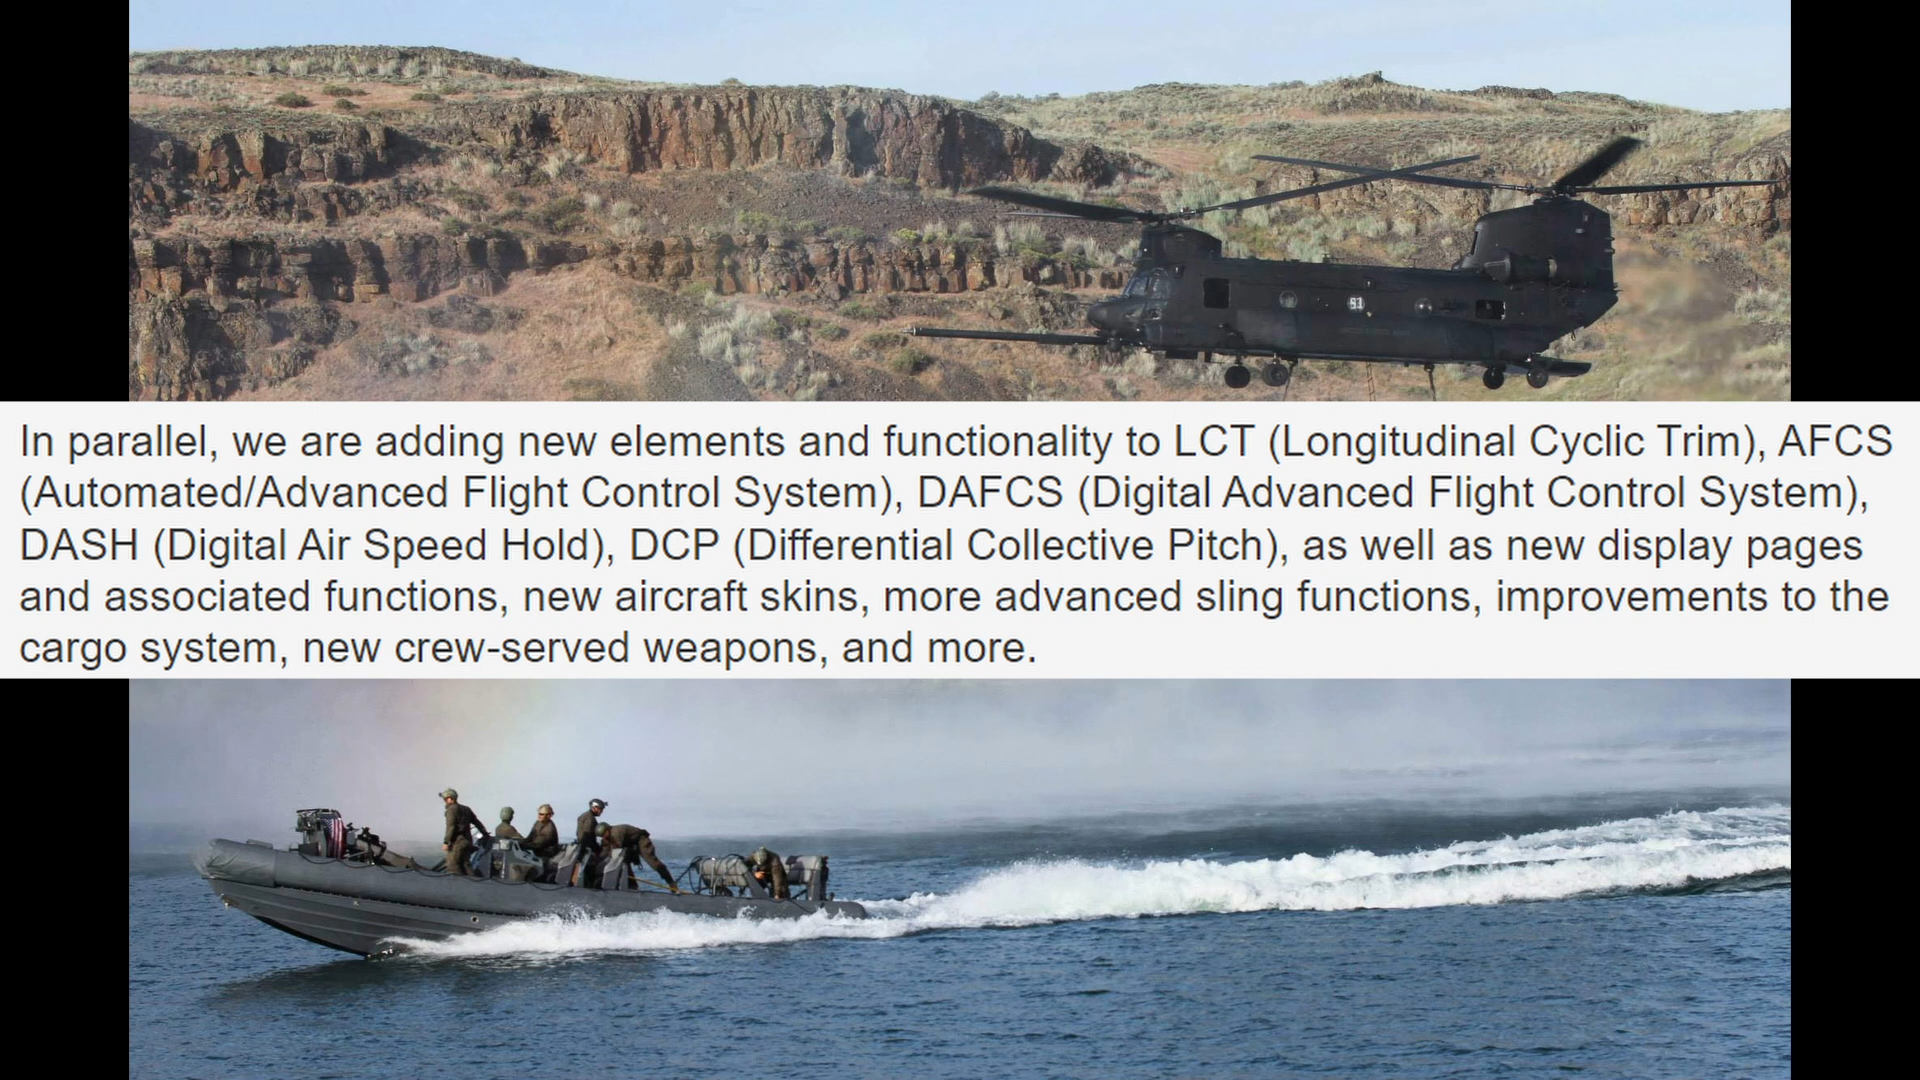 In parallel, we are adding new elements and functionality to LCT (Longitudinal Cyclic Trim), AFCS
(Automated/Advanced Flight Control System), DAFCS (Digital Advanced Flight Control System),
DASH (Digital Air Speed Hold), DCP (Differential Collective Pitch), as well as new display pages
and associated functions, new aircraft skins, more advanced sling functions, improvements to the
cargo system, new crew-served weapons, and more.